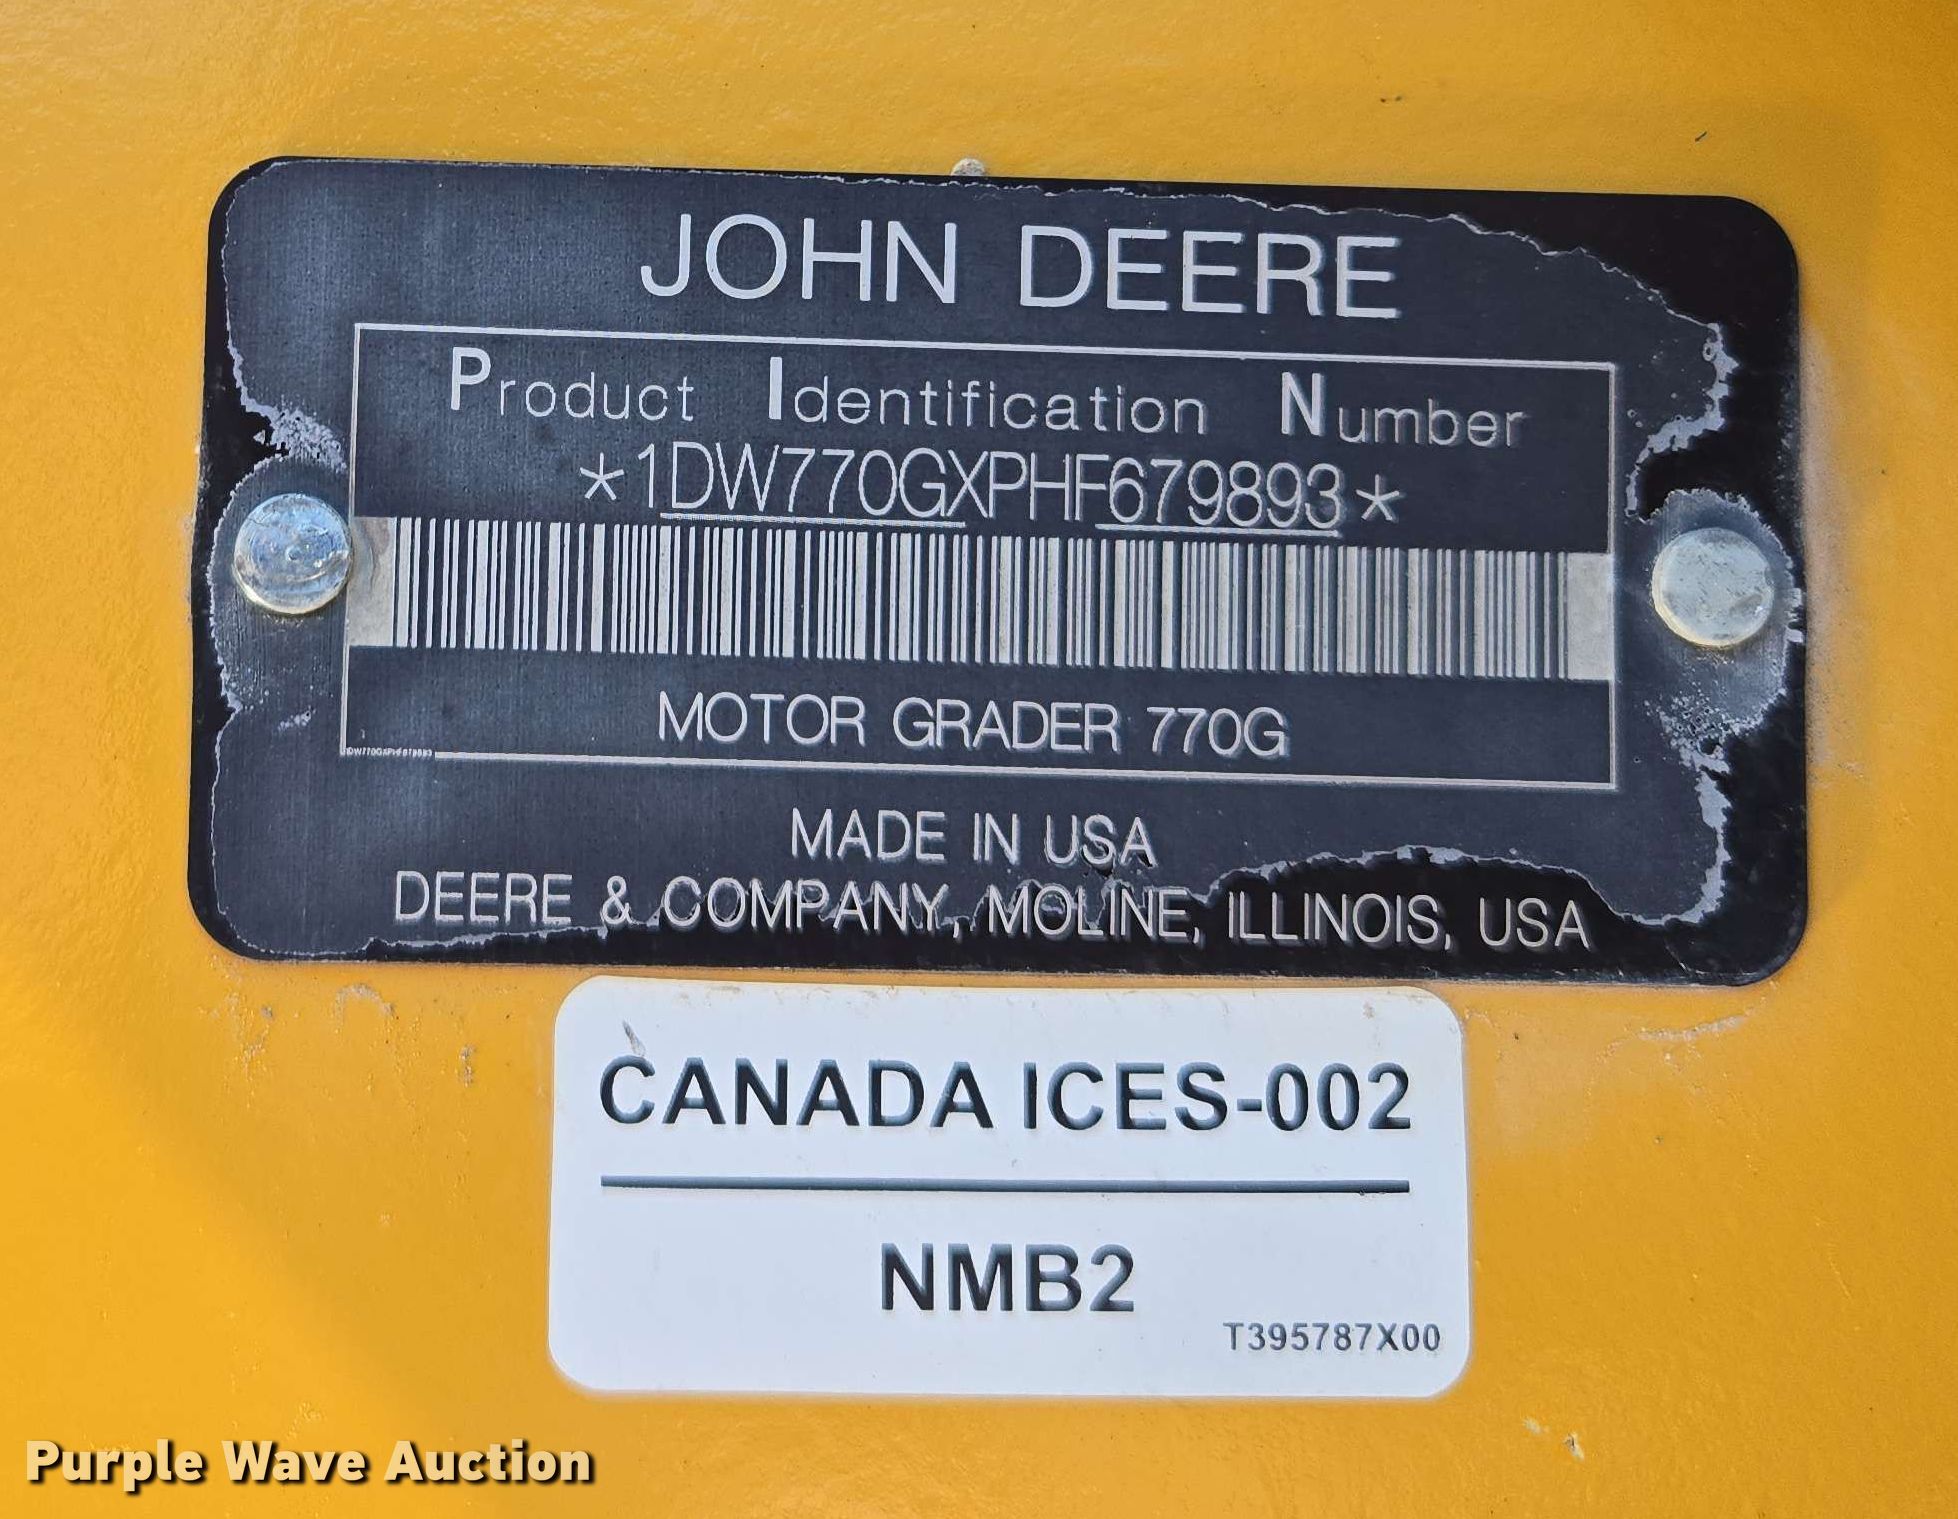 JOHN DEERE
Product Identification Number
*1DW770GXPHF679893*
MOTOR GRADER 770G
1DW770GXPHF679893
MADE IN USA
DEERE & COMPANY, MOLINE, ILLINOIS, USA
CANADA ICES-002
NMB2
T395787X00
Purple Wave Auction